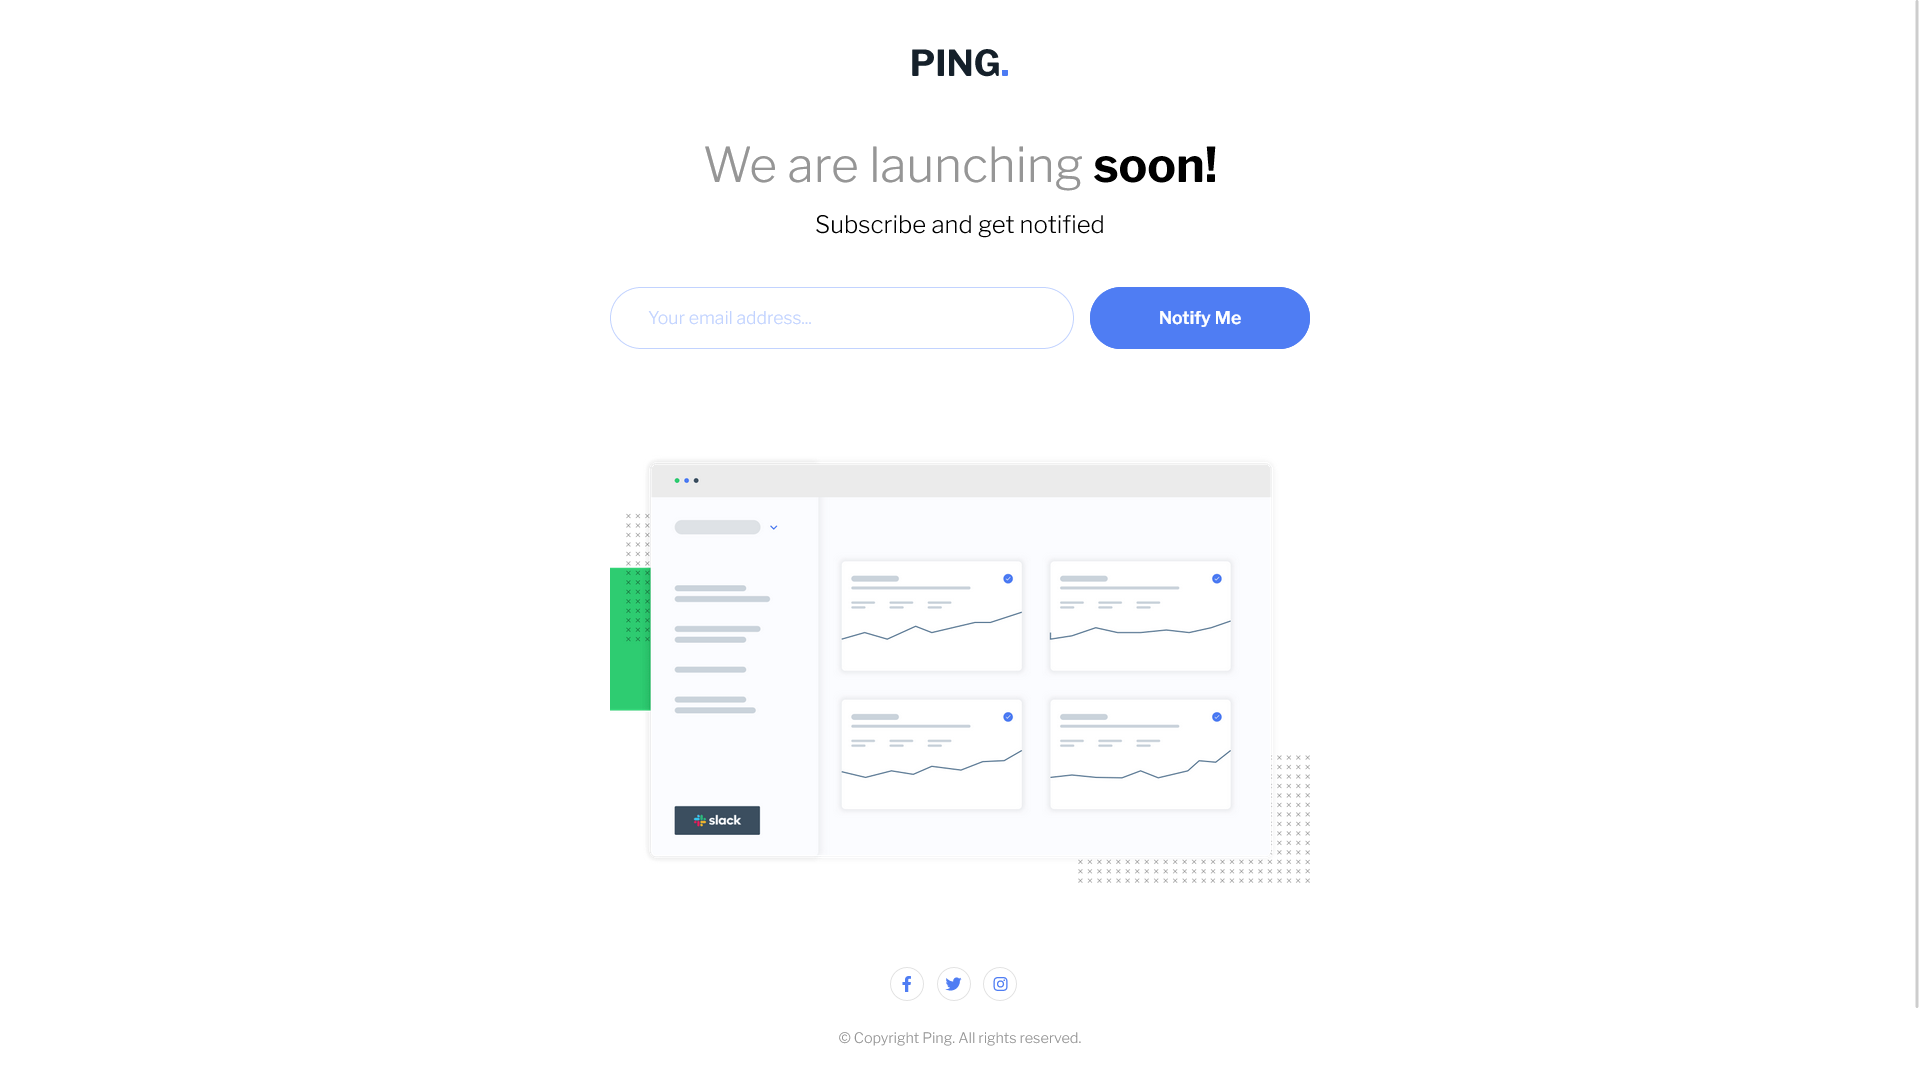 PING.
We are launching soon!
Subscribe and get notified
Your email address...
Notify Me
slack
© Copyright Ping. All rights reserved.